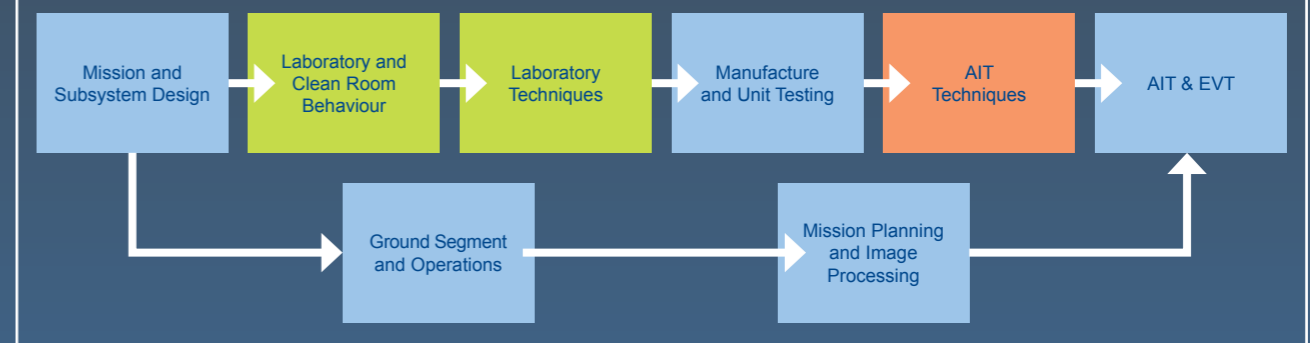 Mission and
Subsystem Design
Laboratory and
Clean Room
Behaviour
Laboratory
Techniques
Manufacture
and Unit Testing
AIT
Techniques
AIT & EVT
Ground Segment
and Operations
Mission Planning
and Image
Processing